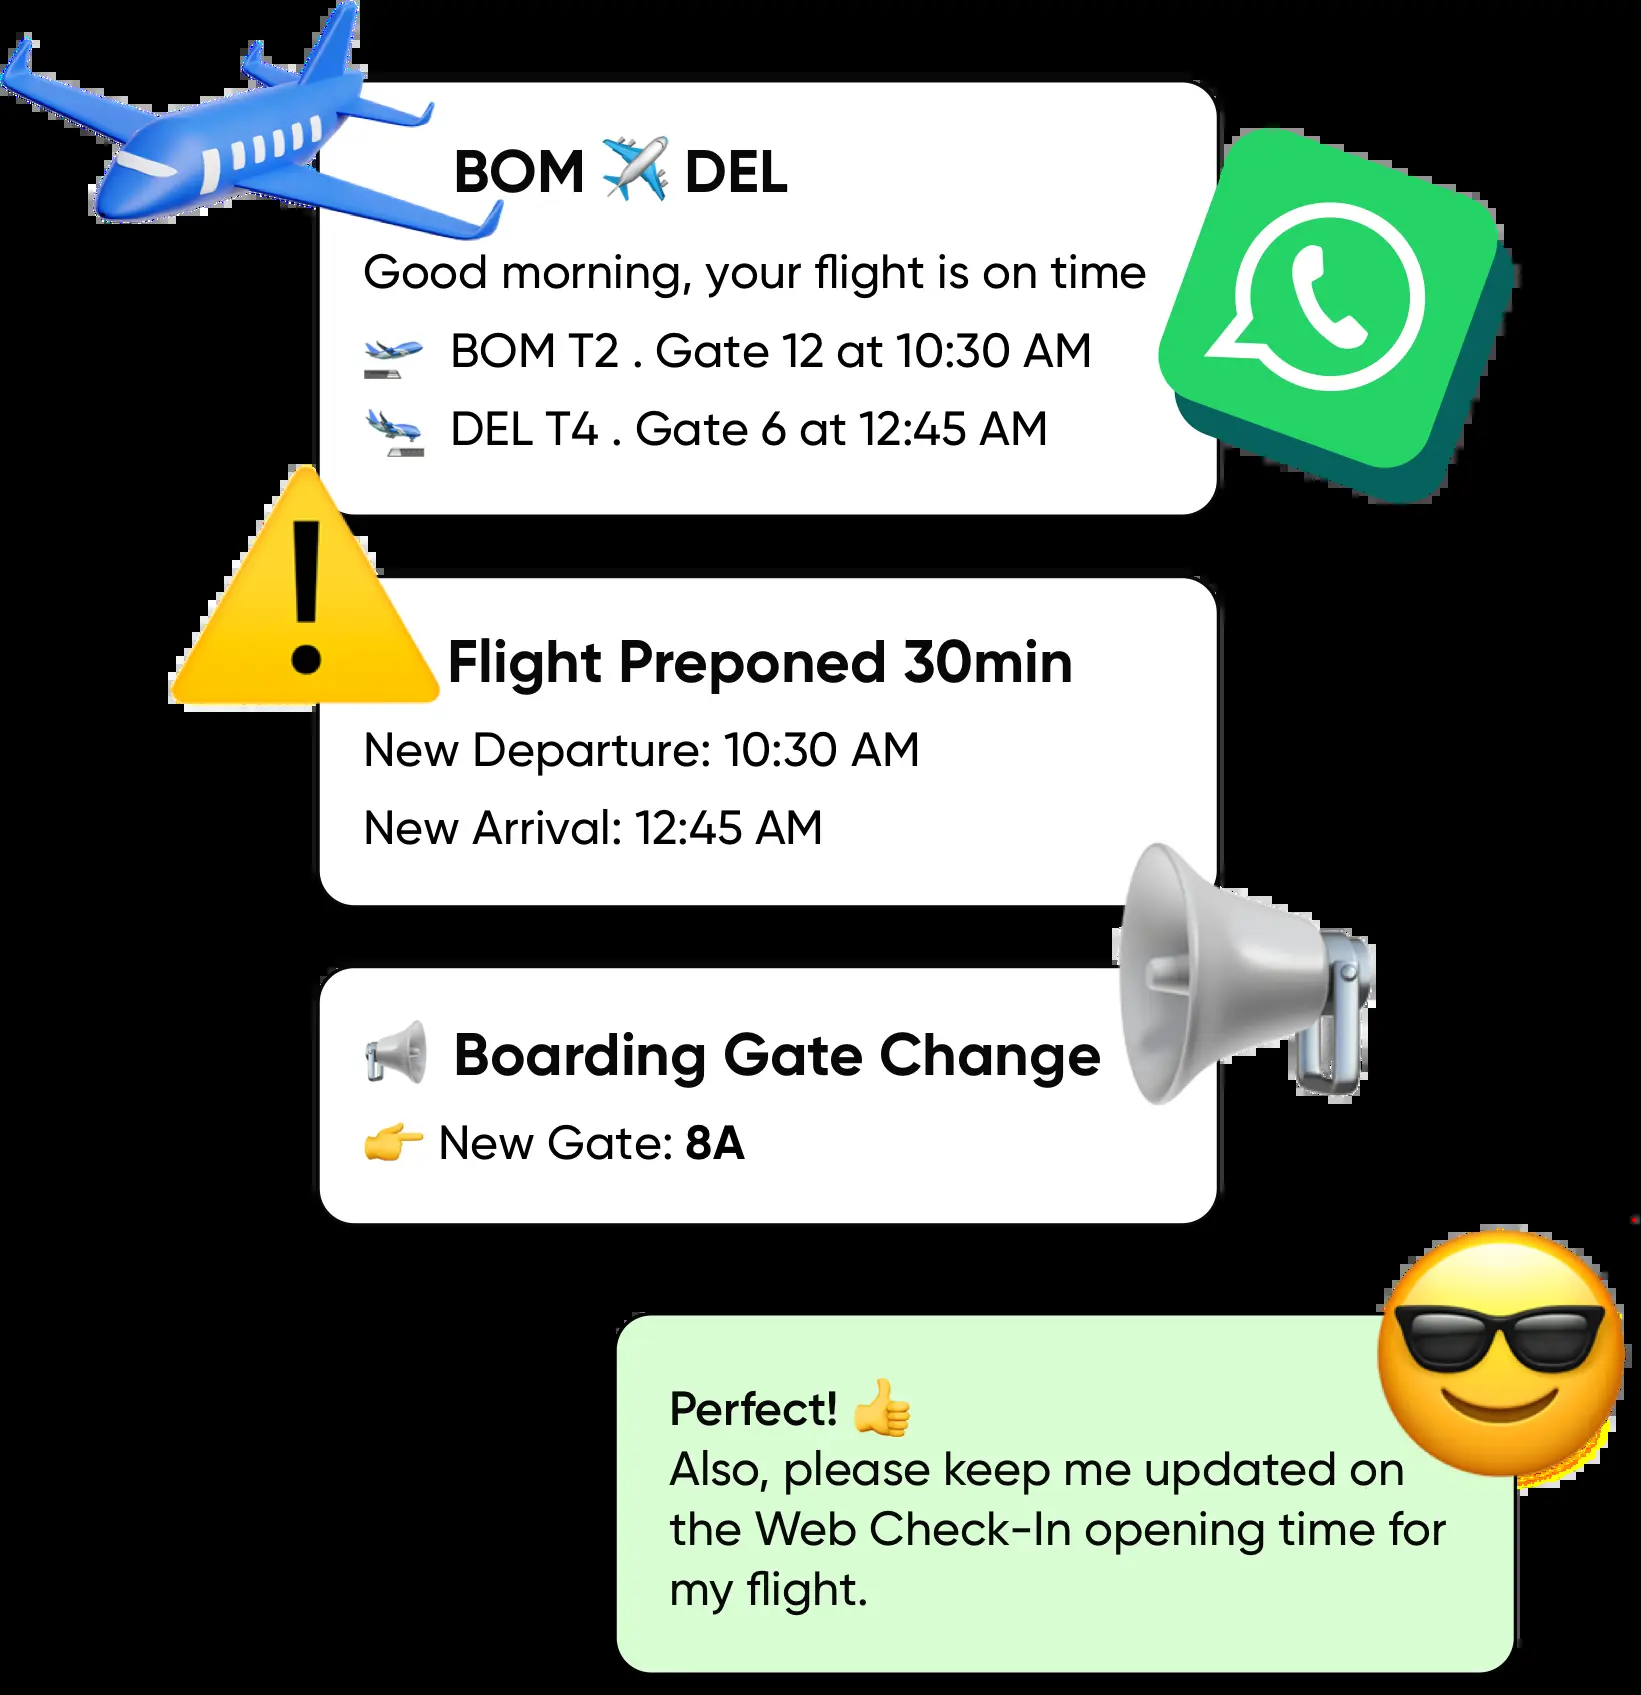 BOM ✈️ DEL
Good morning, your flight is on time
🛫 BOM T2 . Gate 12 at 10:30 AM
🛬 DEL T4 . Gate 6 at 12:45 AM
Flight Preponed 30min
New Departure: 10:30 AM
New Arrival: 12:45 AM
📢 Boarding Gate Change
👉 New Gate: 8A
Perfect! 👍
Also, please keep me updated on
the Web Check-In opening time for
my flight.